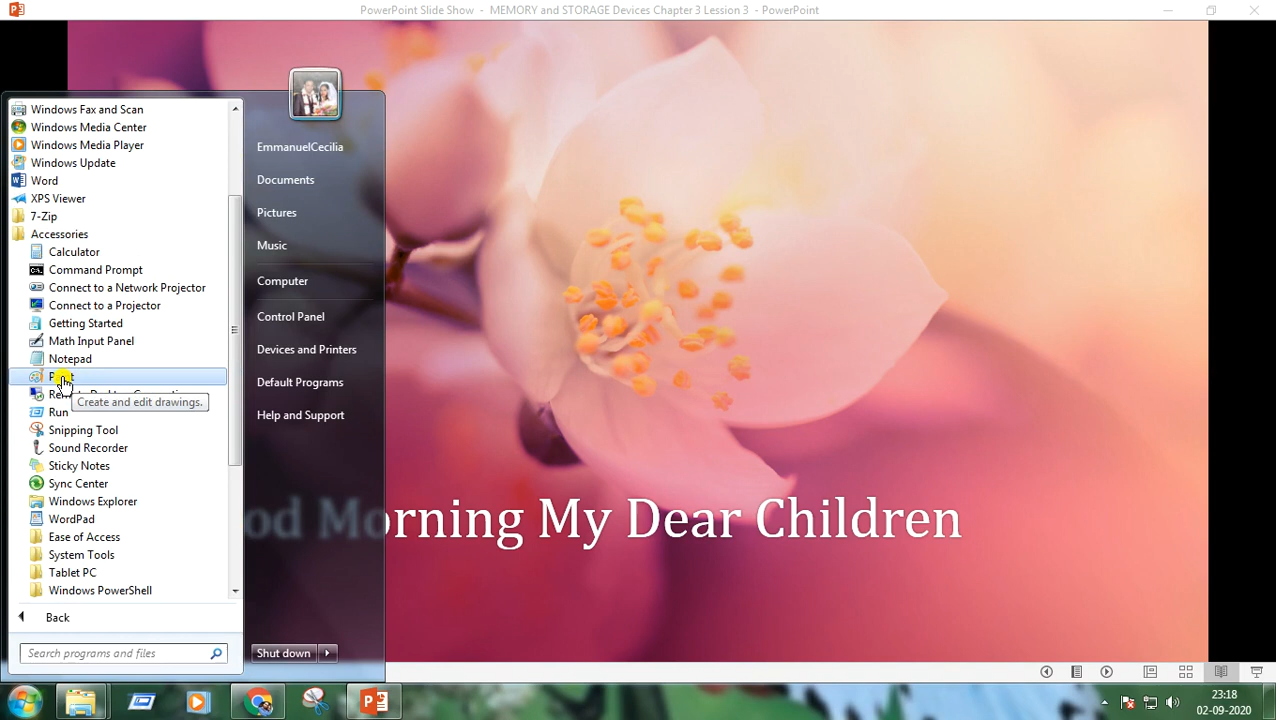 PowerPoint Slide Show - MEMORY and STORAGE Devices Chapter 3 Lession 3 - PowerPoint
Windows Fax and Scan
Windows Media Center
Windows Media Player
Windows Update
Word
XPS Viewer
7-Zip
Accessories
Calculator
Command Prompt
Connect to a Network Projector
Connect to a Projector
Getting Started
Math Input Panel
Notepad
Create and edit drawings.
Run
Snipping Tool
Sound Recorder
Sticky Notes
Sync Center
Windows Explorer
WordPad
Ease of Access
System Tools
Tablet PC
Windows PowerShell
Back
Search programs and files
EmmanuelCecilia
Documents
Pictures
Music
Computer
Control Panel
Devices and Printers
Default Programs
Help and Support
Shut down
od Morning My Dear Children
23:18
02-09-2020